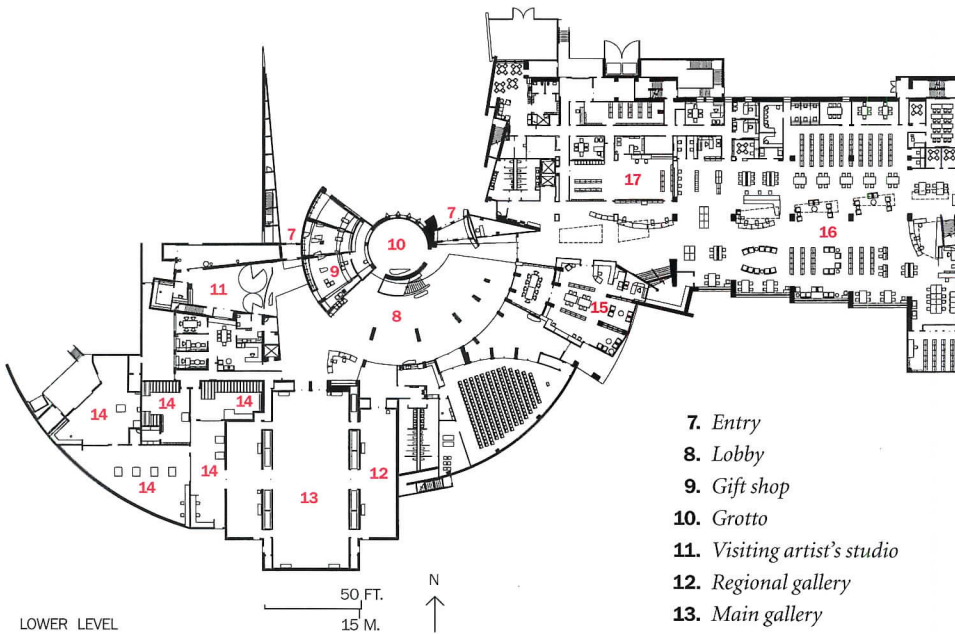 7
17
7
10
16
9
11
8
15
14
14
14
14
14
12
13
7. Entry
8. Lobby
9. Gift shop
10. Grotto
11. Visiting artist's studio
12. Regional gallery
13. Main gallery
50 FT.
15 M.
N
LOWER LEVEL